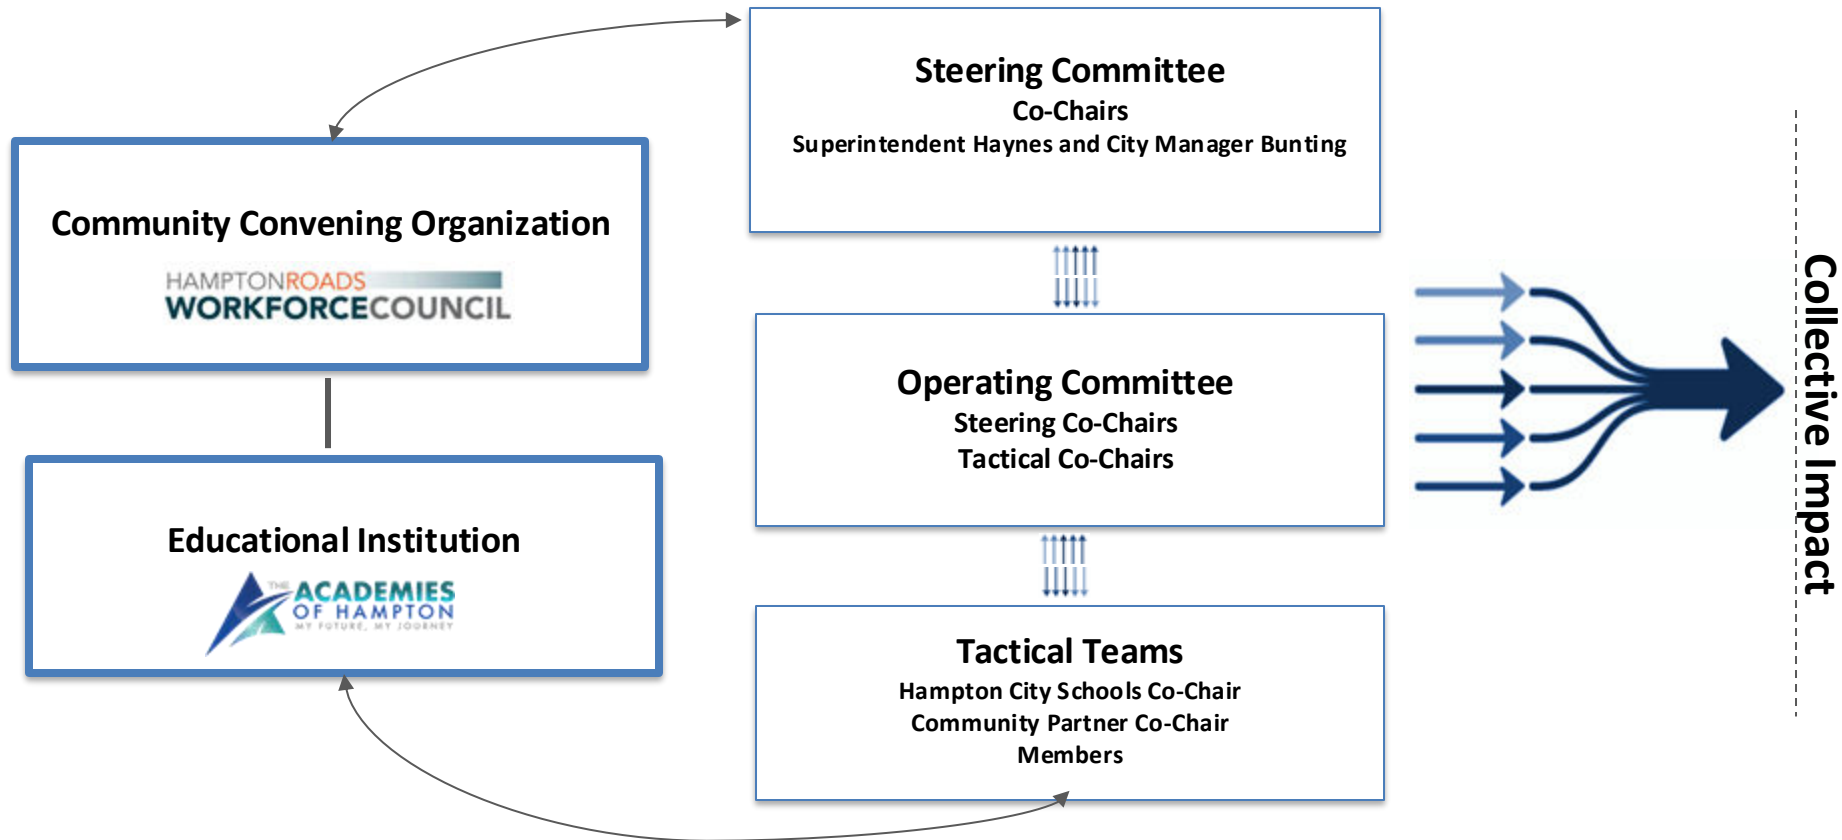 Steering Committee
Co-Chairs
Superintendent Haynes and City Manager Bunting
Community Convening Organization
HAMPTONROADS
WORKFORCECOUNCIL
Operating Committee
Steering Co-Chairs
Tactical Co-Chairs
Educational Institution
THE
ACADEMIES
OF HAMPTON
MY FUTURE, MY JOURNEY
Tactical Teams
Hampton City Schools Co-Chair
Community Partner Co-Chair
Members
Collective Impact